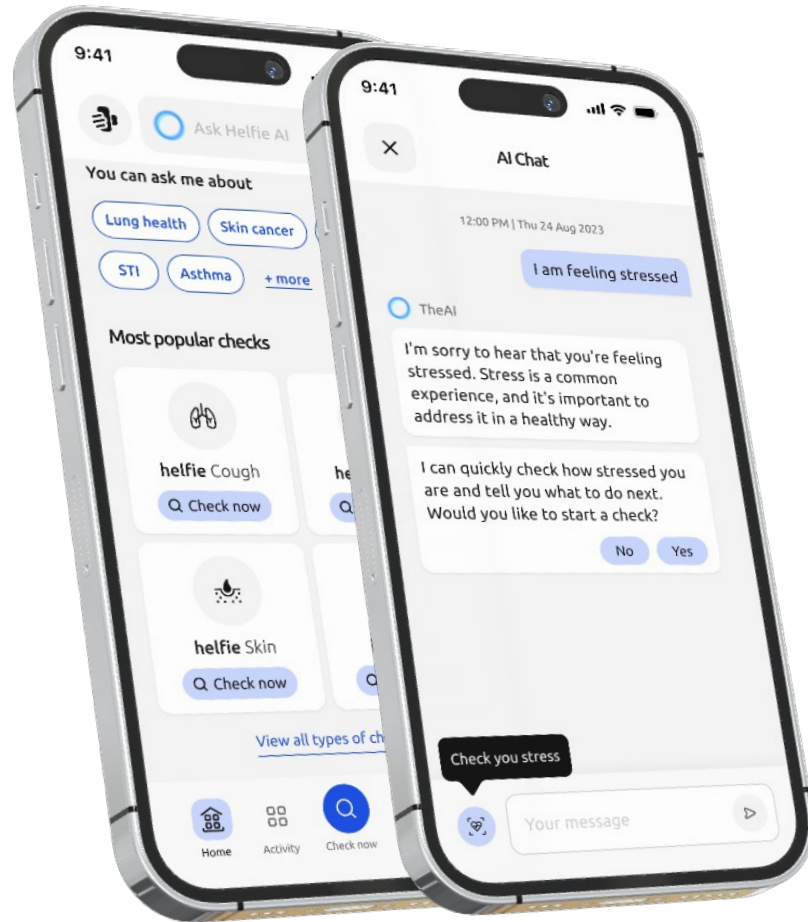 9:41
Ask Helfie AI
You can ask me about
Lung health
Skin cancer
STI
Asthma
+ more
Most popular checks
helfie Cough
Check now
he
helfie Skin
Check now
View all types of ch
Home
Activity
Check now
9:41
AI Chat
12:00 PM | Thu 24 Aug 2023
I am feeling stressed
TheAI
I'm sorry to hear that you're feeling
stressed. Stress is a common
experience, and it's important to
address it in a healthy way.
I can quickly check how stressed you
are and tell you what to do next.
Would you like to start a check?
No
Yes
Check you stress
Your message